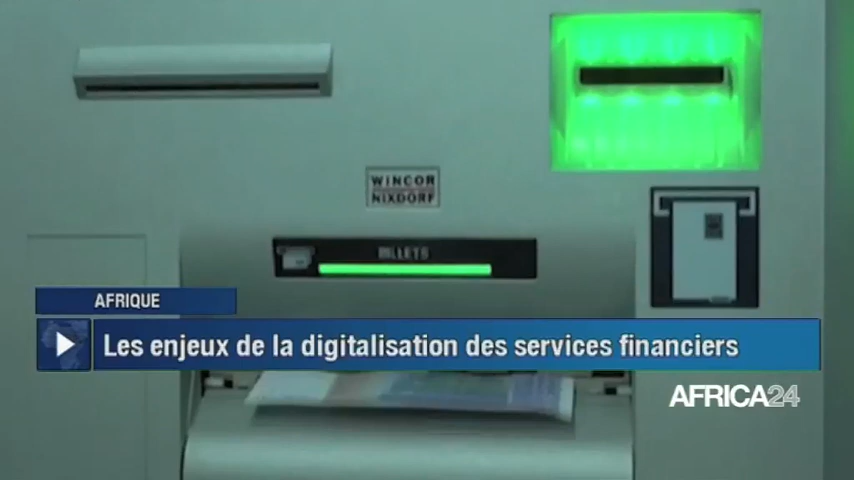 WINCOR
NIXDORF
BILLETS
AFRIQUE
Les enjeux de la digitalisation des services financiers
AFRICA24